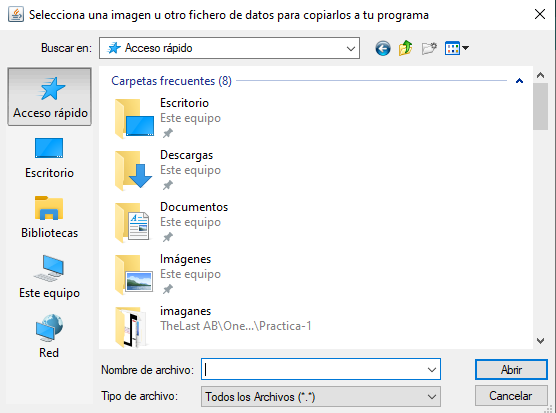 Selecciona una imagen u otro fichero de datos para copiarlos a tu programa
Buscar en: Acceso rápido
Acceso rápido
Escritorio
Bibliotecas
Este equipo
Red
Carpetas frecuentes (8)
Escritorio
Este equipo
Descargas
Este equipo
Documentos
Este equipo
Imágenes
Este equipo
imaganes
TheLast AB\One...\Practica-1
Nombre de archivo:
Abrir
Tipo de archivo: Todos los Archivos (*.*)
Cancelar